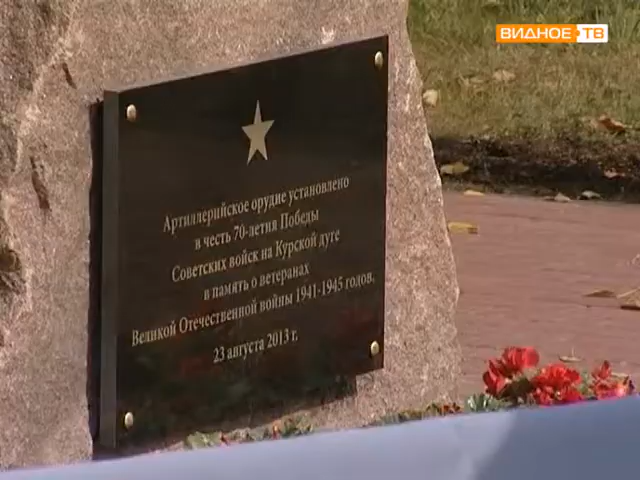 ВИДНОЕ ТВ
Артиллерийское орудие установлено
в честь 70-летия Победы
Советских войск на Курской дуге
в память о ветеранах
Великой Отечественной войны 1941-1945 годов.
23 августа 2013 г.